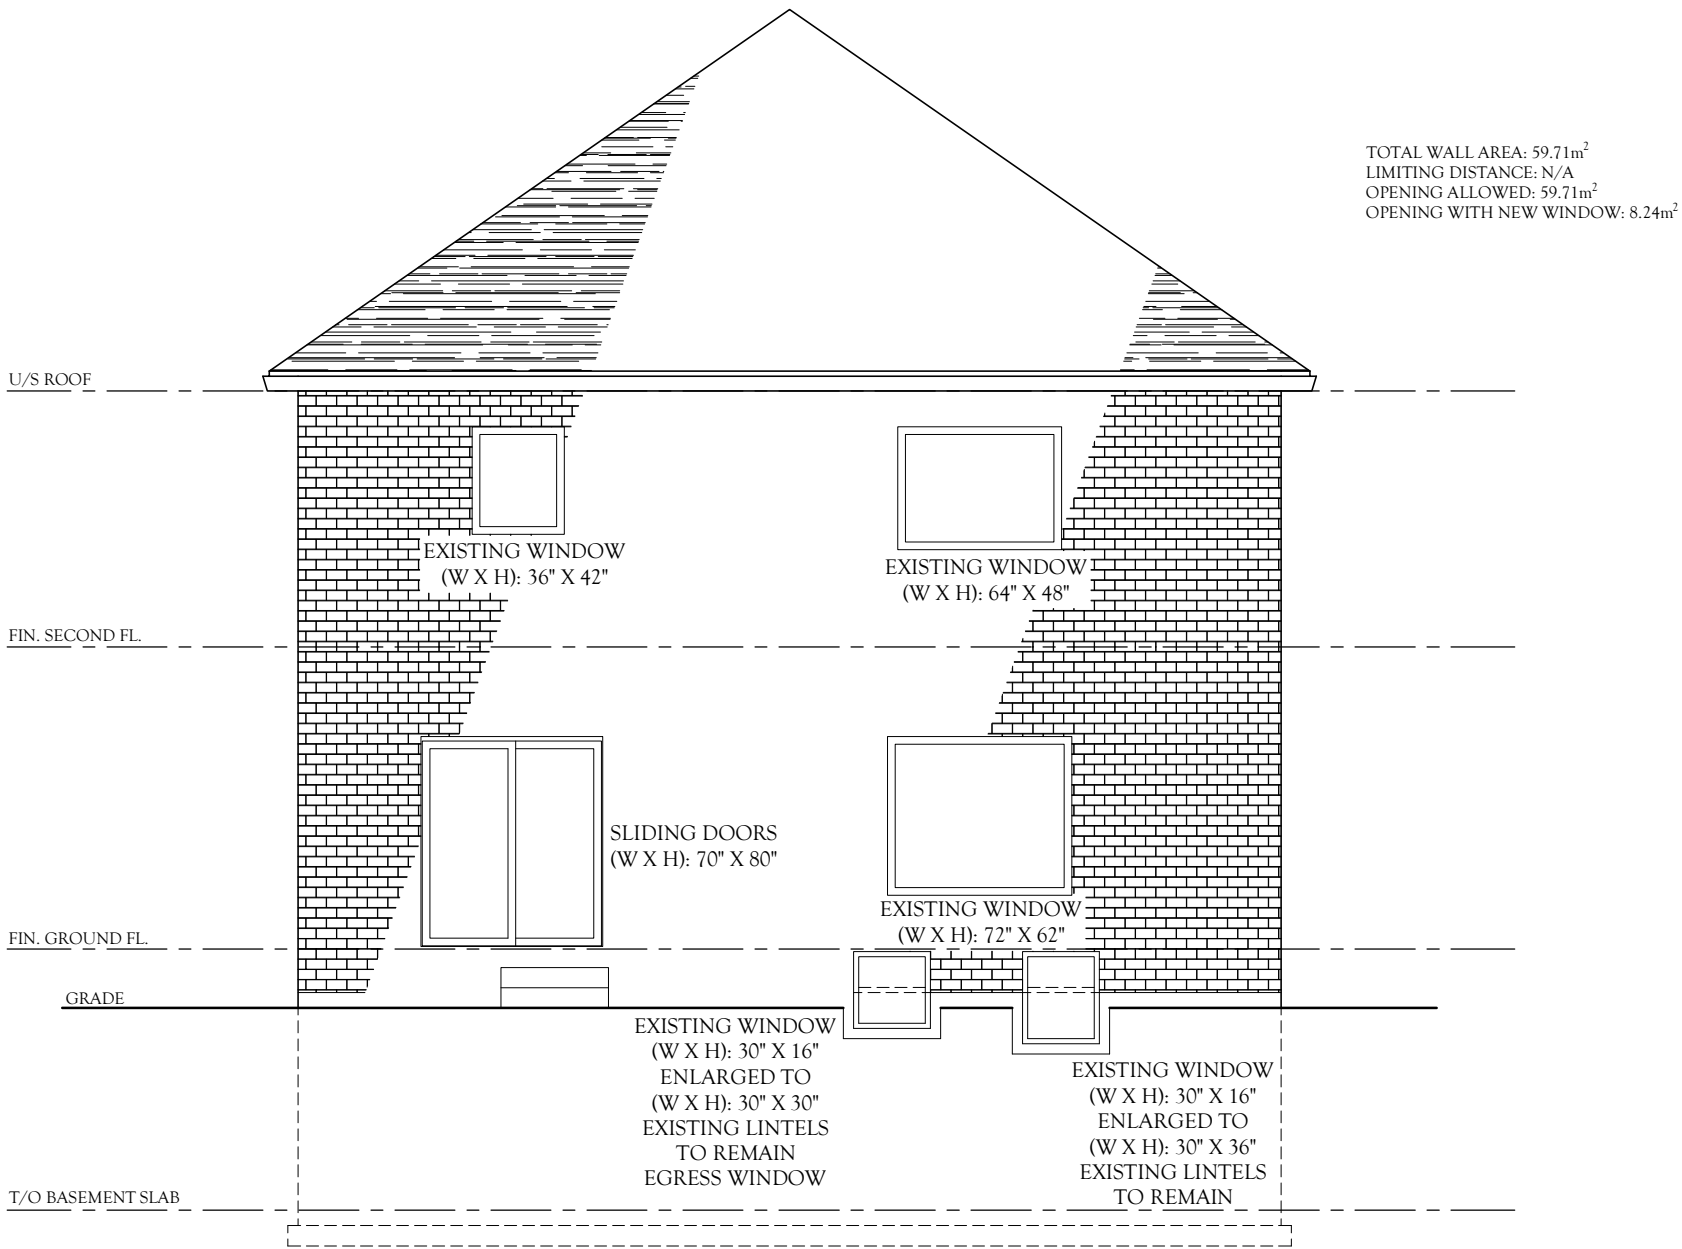 TOTAL WALL AREA: 59.71m²
LIMITING DISTANCE: N/A
OPENING ALLOWED: 59.71m²
OPENING WITH NEW WINDOW: 8.24m²
U/S ROOF
EXISTING WINDOW
(W X H): 36" X 42"
EXISTING WINDOW
(W X H): 64" X 48"
FIN. SECOND FL.
SLIDING DOORS
(W X H): 70" X 80"
EXISTING WINDOW
(W X H): 72" X 62"
FIN. GROUND FL.
GRADE
EXISTING WINDOW
(W X H): 30" X 16"
ENLARGED TO
(W X H): 30" X 30"
EXISTING LINTELS
TO REMAIN
EGRESS WINDOW
EXISTING WINDOW
(W X H): 30" X 16"
ENLARGED TO
(W X H): 30" X 36"
EXISTING LINTELS
TO REMAIN
T/O BASEMENT SLAB